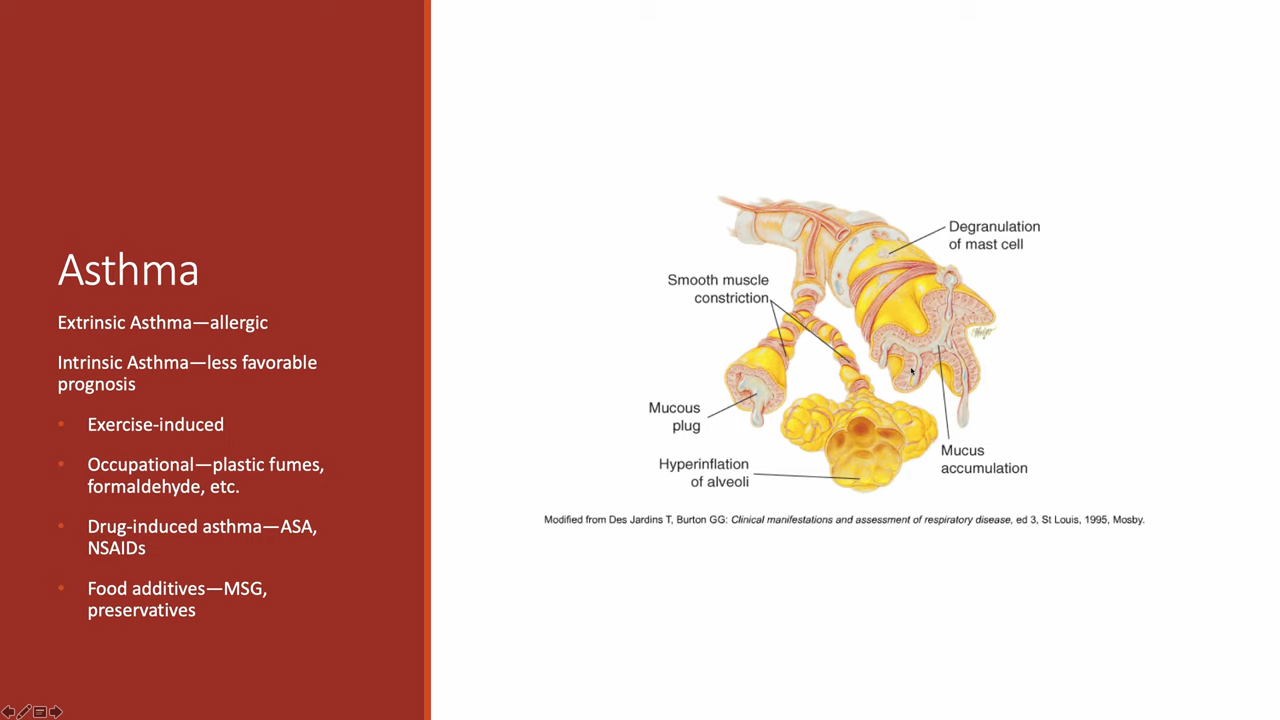 Asthma
Extrinsic Asthma—allergic
Intrinsic Asthma—less favorable
prognosis
• Exercise-induced
• Occupational—plastic fumes,
formaldehyde, etc.
• Drug-induced asthma—ASA,
NSAIDs
• Food additives—MSG,
preservatives
Degranulation
of mast cell
Smooth muscle
constriction
Mucous
plug
Hyperinflation
of alveoli
Mucus
accumulation
Modified from Des Jardins T, Burton GG: Clinical manifestations and assessment of respiratory disease, ed 3, St Louis, 1995, Mosby.